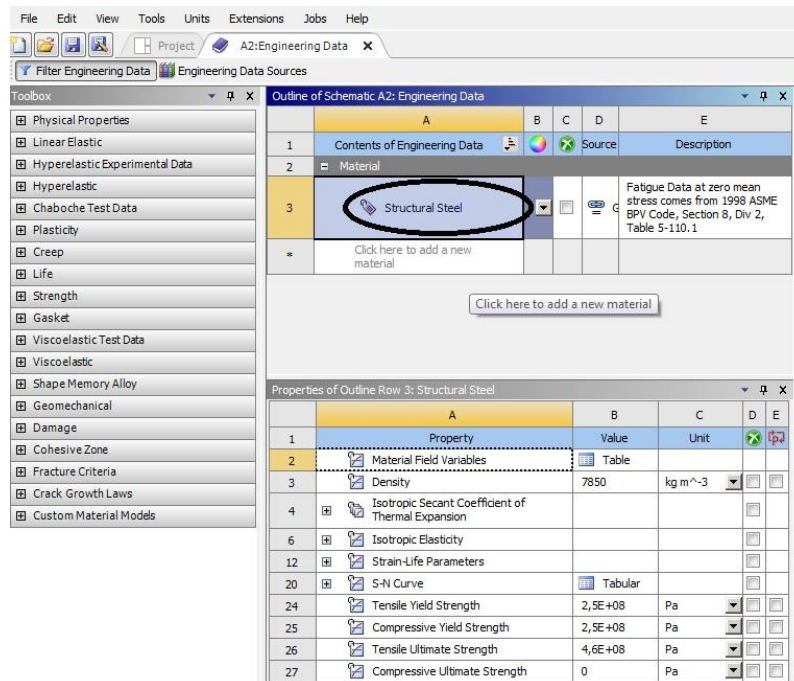 File Edit View Tools Units Extensions Jobs Help
Project A2:Engineering Data X
Filter Engineering Data Engineering Data Sources
Toolbox
Physical Properties
Linear Elastic
Hyperelastic Experimental Data
Hyperelastic
Chaboche Test Data
Plasticity
Creep
Life
Strength
Gasket
Viscoelastic Test Data
Viscoelastic
Shape Memory Alloy
Geomechanical
Damage
Cohesive Zone
Fracture Criteria
Crack Growth Laws
Custom Material Models
Outline of Schematic A2: Engineering Data
A B C D E
1 Contents of Engineering Data Source Description
2 Material
3 Structural Steel G Fatigue Data at zero mean
stress comes from 1998 ASME
BPV Code, Section 8, Div 2,
Table 5-110.1
* Click here to add a new
material
Click here to add a new material
Properties of Outline Row 3: Structural Steel
A B C D E
1 Property Value Unit
2 Material Field Variables Table
3 Density 7850 kg m^-3
4 Isotropic Secant Coefficient of
Thermal Expansion
6 Isotropic Elasticity
12 Strain-Life Parameters
20 S-N Curve Tabular
24 Tensile Yield Strength 2,5E+08 Pa
25 Compressive Yield Strength 2,5E+08 Pa
26 Tensile Ultimate Strength 4,6E+08 Pa
27 Compressive Ultimate Strength 0 Pa